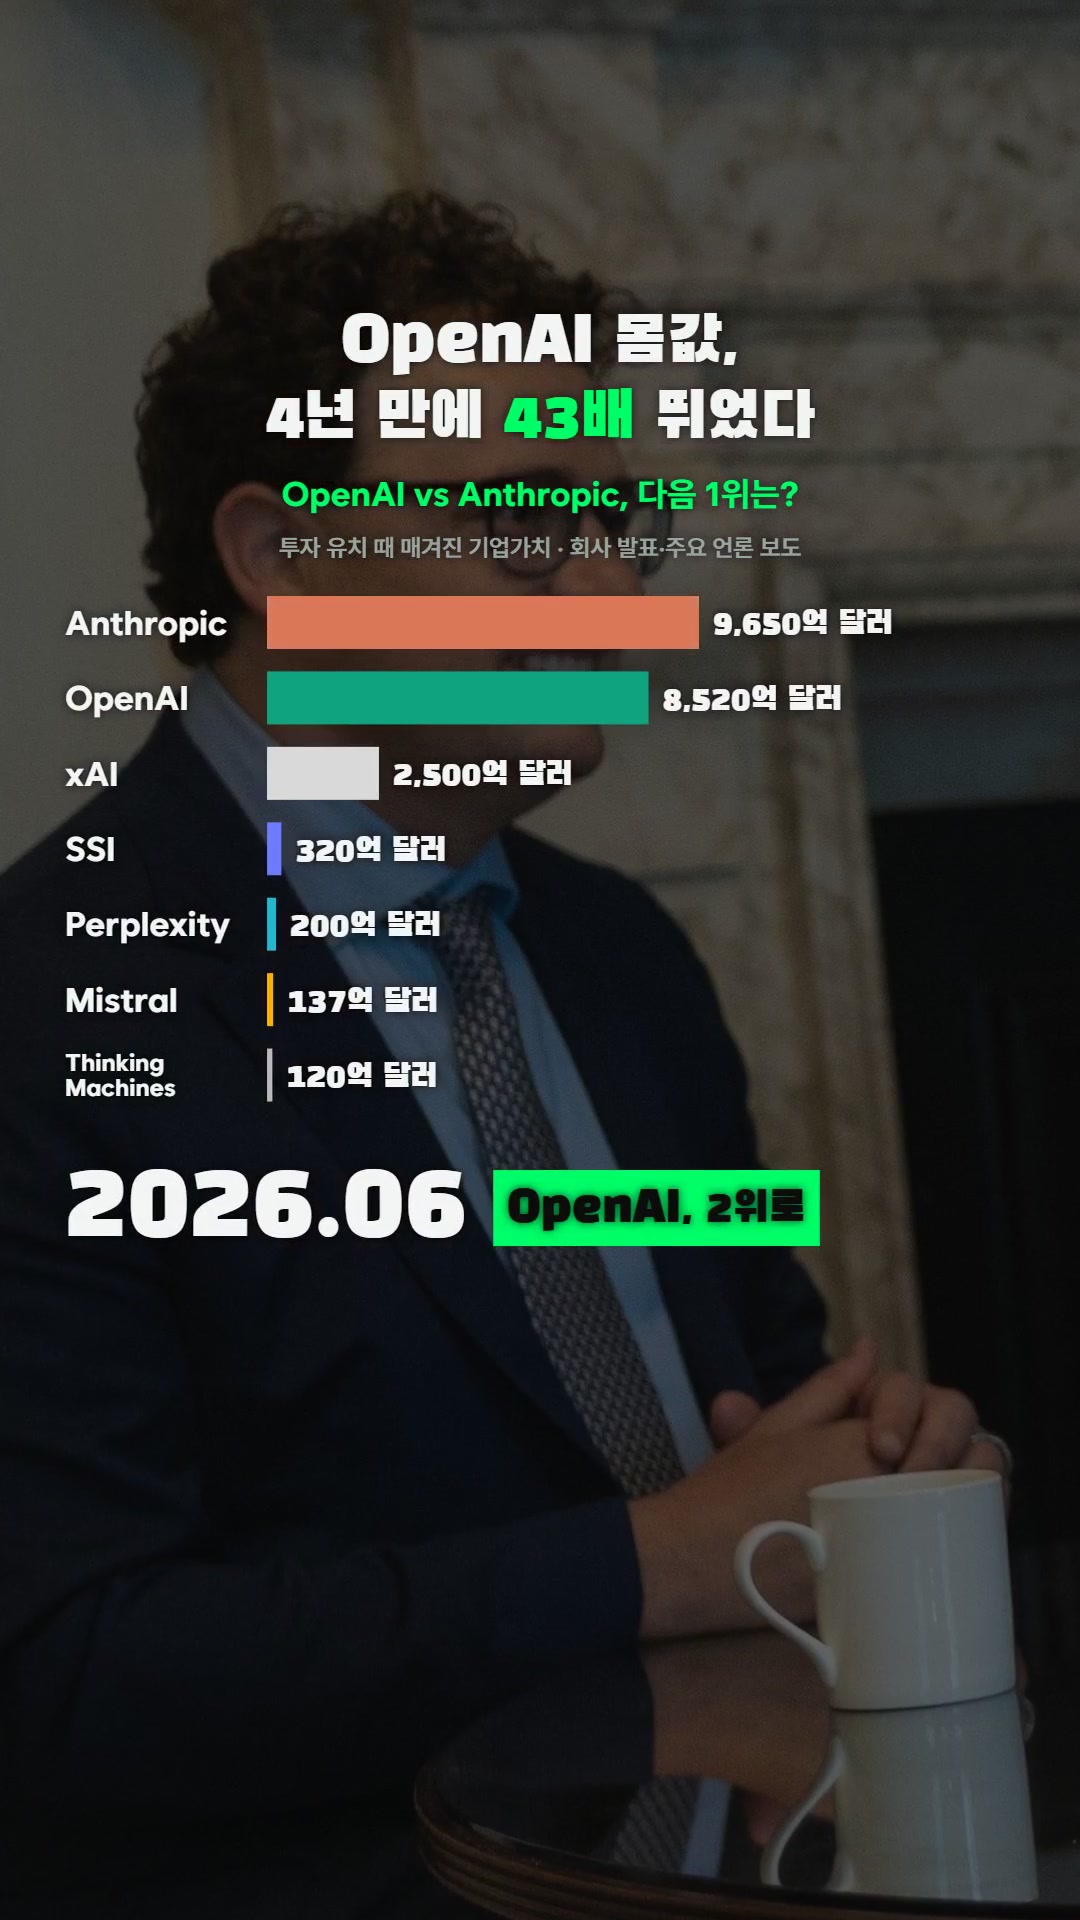 OpenAI 몸값,
4년 만에 43배 뛰었다
OpenAI vs Anthropic, 다음 1위는?
투자 유치 때 매겨진 기업가치 · 회사 발표·주요 언론 보도
Anthropic 9,650억 달러
OpenAI 8,520억 달러
xAI 2,500억 달러
SSI 320억 달러
Perplexity 200억 달러
Mistral 137억 달러
Thinking
Machines 120억 달러
2026.06 OpenAI, 2위로